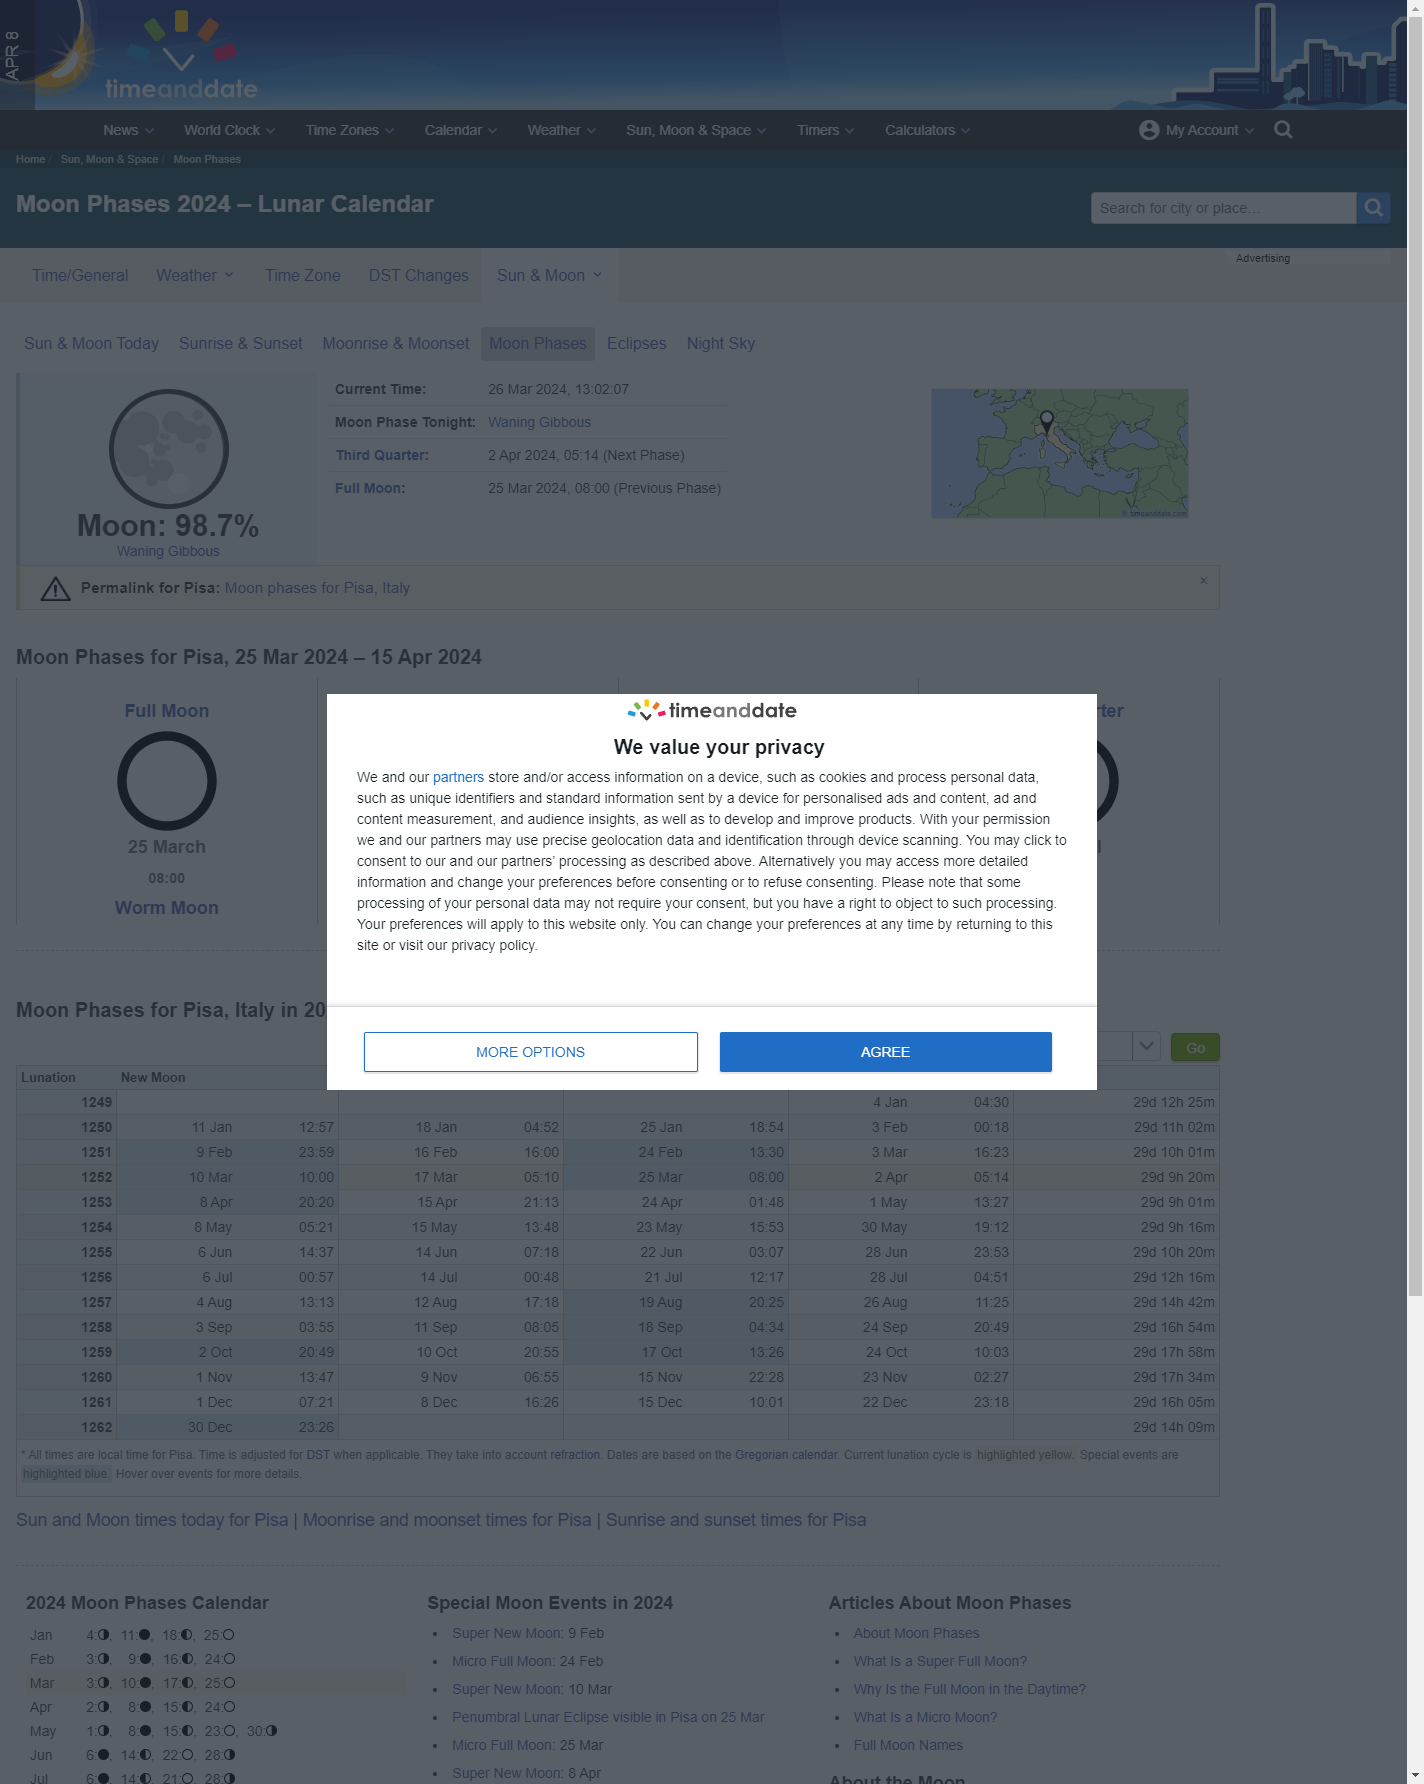 APR 8
timeanddate
News World Clock Time Zones Calendar Weather Sun, Moon & Space Timers Calculators My Account
Home / Sun, Moon & Space / Moon Phases
Moon Phases 2024 – Lunar Calendar
Search for city or place…
Time/General Weather Time Zone DST Changes Sun & Moon
Advertising
Sun & Moon Today Sunrise & Sunset Moonrise & Moonset Moon Phases Eclipses Night Sky
Moon: 98.7%
Waning Gibbous
Current Time: 26 Mar 2024, 13:02:07
Moon Phase Tonight: Waning Gibbous
Third Quarter: 2 Apr 2024, 05:14 (Next Phase)
Full Moon: 25 Mar 2024, 08:00 (Previous Phase)
© timeanddate.com
Permalink for Pisa: Moon phases for Pisa, Italy ×
Moon Phases for Pisa, 25 Mar 2024 – 15 Apr 2024
Full Moon
25 March
08:00
Worm Moon
rter
timeanddate
We value your privacy
We and our partners store and/or access information on a device, such as cookies and process personal data,
such as unique identifiers and standard information sent by a device for personalised ads and content, ad and
content measurement, and audience insights, as well as to develop and improve products. With your permission
we and our partners may use precise geolocation data and identification through device scanning. You may click to
consent to our and our partners’ processing as described above. Alternatively you may access more detailed
information and change your preferences before consenting or to refuse consenting. Please note that some
processing of your personal data may not require your consent, but you have a right to object to such processing.
Your preferences will apply to this website only. You can change your preferences at any time by returning to this
site or visit our privacy policy.
MORE OPTIONS AGREE
Moon Phases for Pisa, Italy in 20
Go
Lunation New Moon
1249 4 Jan 04:30 29d 12h 25m
1250 11 Jan 12:57 18 Jan 04:52 25 Jan 18:54 3 Feb 00:18 29d 11h 02m
1251 9 Feb 23:59 16 Feb 16:00 24 Feb 13:30 3 Mar 16:23 29d 10h 01m
1252 10 Mar 10:00 17 Mar 05:10 25 Mar 08:00 2 Apr 05:14 29d 9h 20m
1253 8 Apr 20:20 15 Apr 21:13 24 Apr 01:48 1 May 13:27 29d 9h 01m
1254 8 May 05:21 15 May 13:48 23 May 15:53 30 May 19:12 29d 9h 16m
1255 6 Jun 14:37 14 Jun 07:18 22 Jun 03:07 28 Jun 23:53 29d 10h 20m
1256 6 Jul 00:57 14 Jul 00:48 21 Jul 12:17 28 Jul 04:51 29d 12h 16m
1257 4 Aug 13:13 12 Aug 17:18 19 Aug 20:25 26 Aug 11:25 29d 14h 42m
1258 3 Sep 03:55 11 Sep 08:05 18 Sep 04:34 24 Sep 20:49 29d 16h 54m
1259 2 Oct 20:49 10 Oct 20:55 17 Oct 13:26 24 Oct 10:03 29d 17h 58m
1260 1 Nov 13:47 9 Nov 06:55 15 Nov 22:28 23 Nov 02:27 29d 17h 34m
1261 1 Dec 07:21 8 Dec 16:26 15 Dec 10:01 22 Dec 23:18 29d 16h 05m
1262 30 Dec 23:26 29d 14h 09m
* All times are local time for Pisa. Time is adjusted for DST when applicable. They take into account refraction. Dates are based on the Gregorian calendar. Current lunation cycle is highlighted yellow. Special events are
highlighted blue. Hover over events for more details.
Sun and Moon times today for Pisa | Moonrise and moonset times for Pisa | Sunrise and sunset times for Pisa
2024 Moon Phases Calendar
Jan 4:, 11:, 18:, 25:
Feb 3:, 9:, 16:, 24:
Mar 3:, 10:, 17:, 25:
Apr 2:, 8:, 15:, 24:
May 1:, 8:, 15:, 23:, 30:
Jun 6:, 14:, 22:, 28:
Jul 6:, 14:, 21:, 28:
Special Moon Events in 2024
• Super New Moon: 9 Feb
• Micro Full Moon: 24 Feb
• Super New Moon: 10 Mar
• Penumbral Lunar Eclipse visible in Pisa on 25 Mar
• Micro Full Moon: 25 Mar
• Super New Moon: 8 Apr
Articles About Moon Phases
• About Moon Phases
• What Is a Super Full Moon?
• Why Is the Full Moon in the Daytime?
• What Is a Micro Moon?
• Full Moon Names
About the Moon